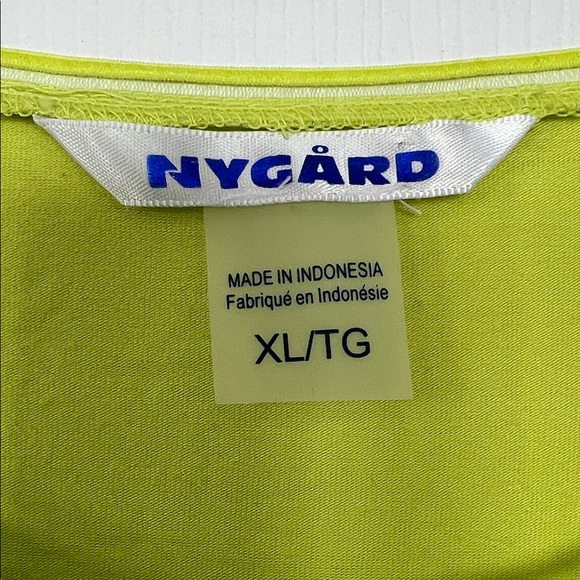 NYGÅRD
MADE IN INDONESIA
Fabriqué en Indonésie
XL/TG